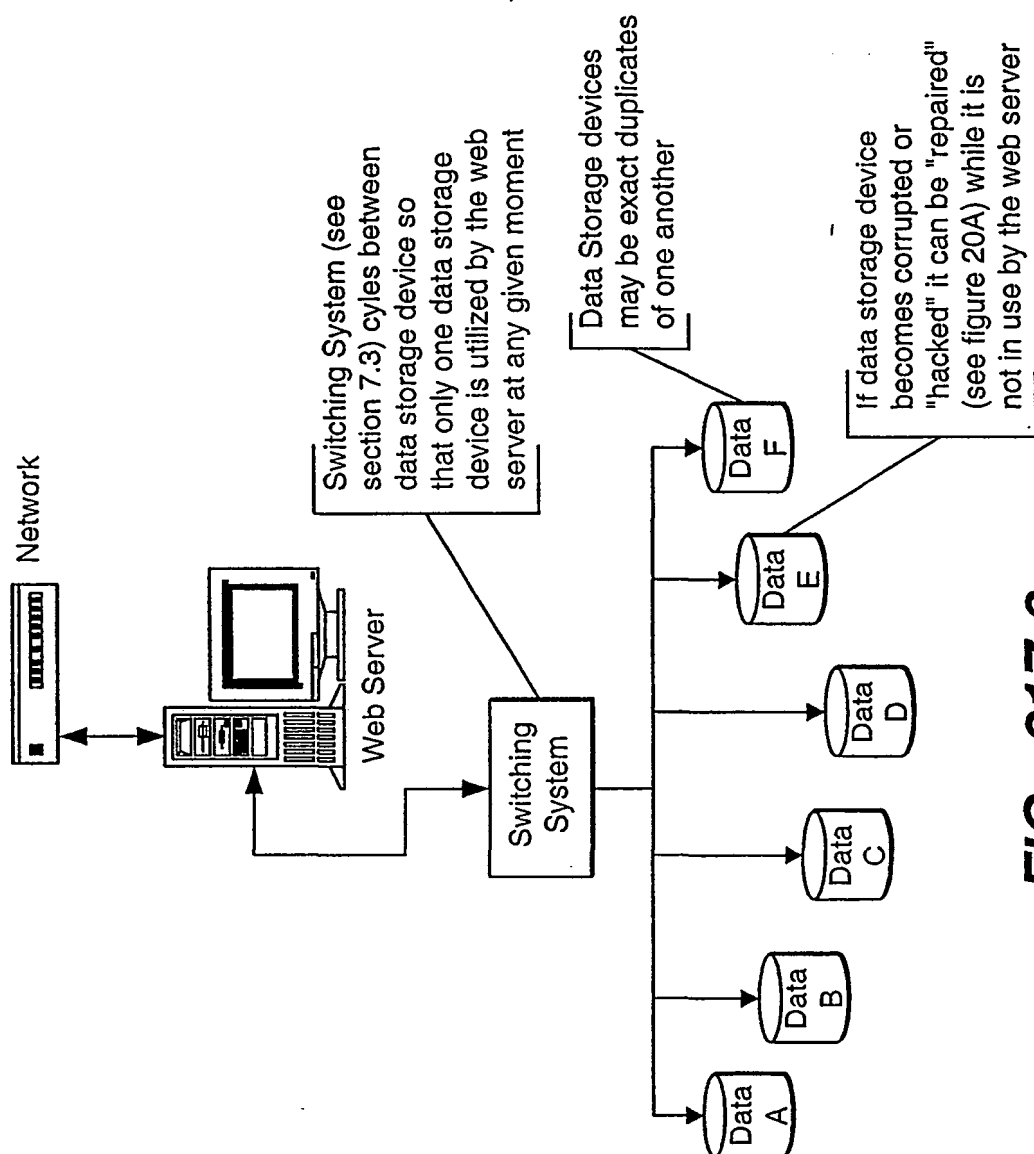 Network
Web Server
Switching System (see
section 7.3) cyles between
data storage device so
that only one data storage
device is utilized by the web
server at any given moment
Switching
System
Data Storage devices
may be exact duplicates
of one another
Data
A
Data
B
Data
C
Data
D
Data
E
Data
F
If data storage device
becomes corrupted or
"hacked" it can be "repaired"
(see figure 20A) while it is
not in use by the web server